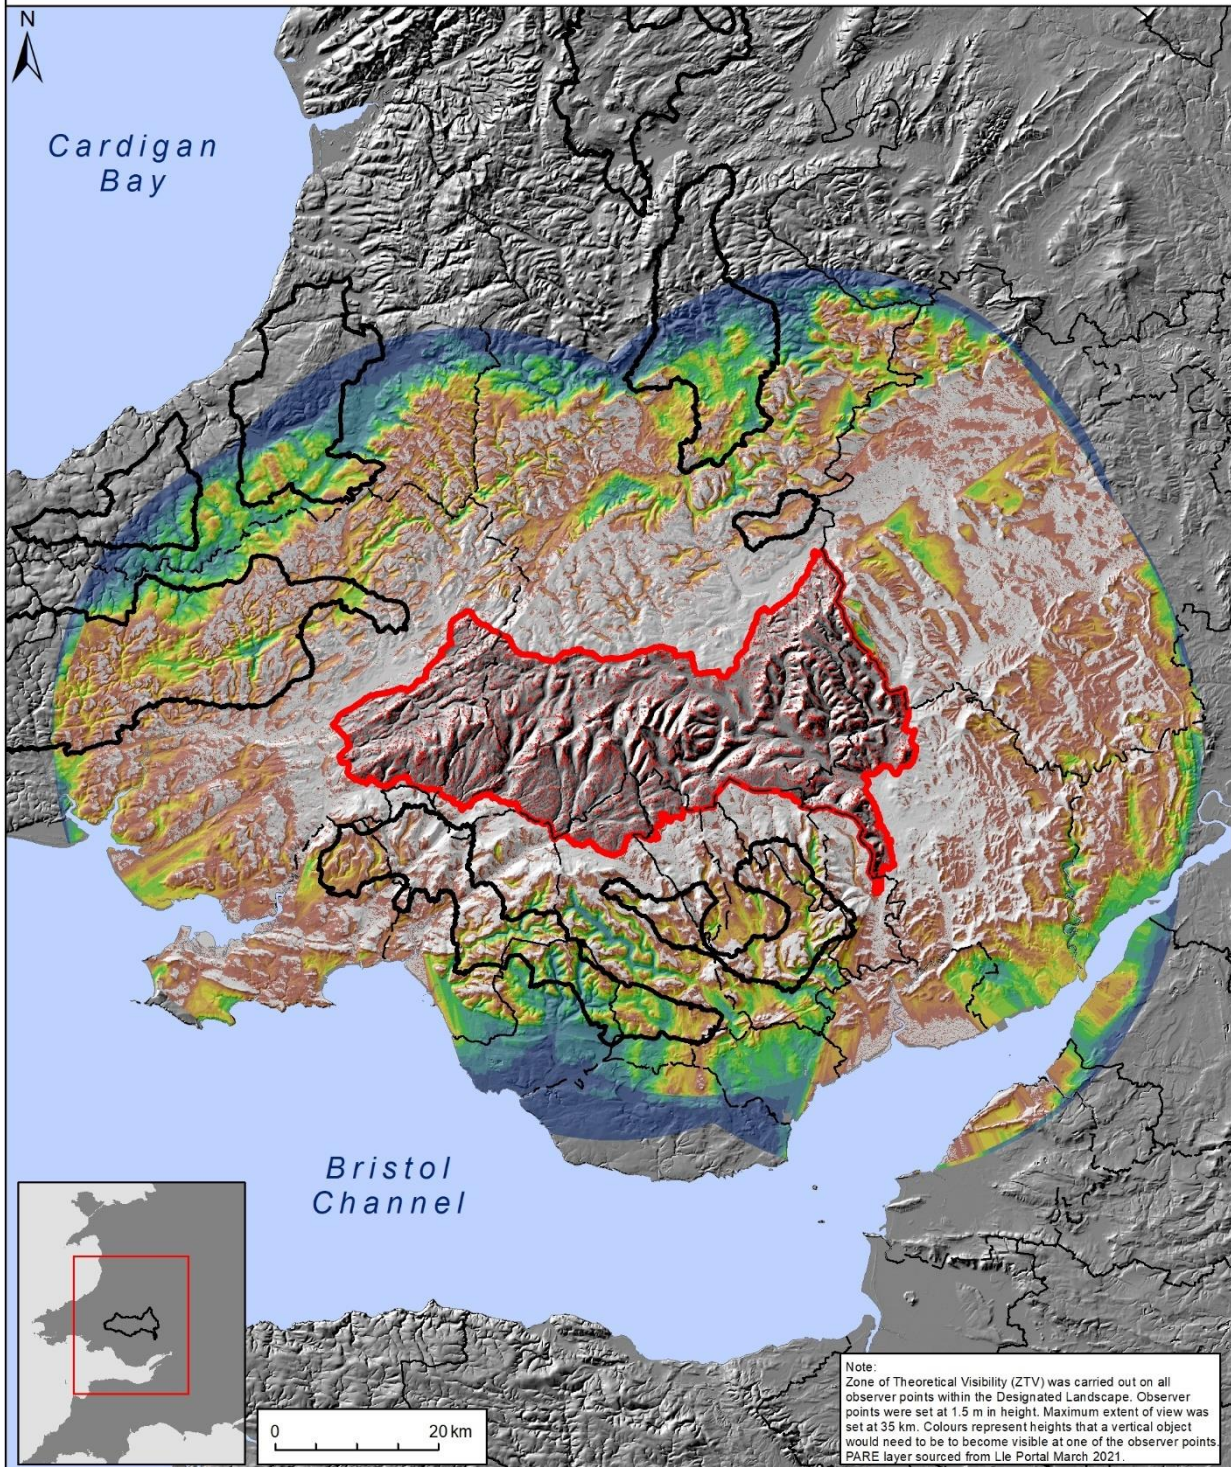 N
Cardigan
Bay
Bristol
Channel
0
20 km
Note:
Zone of Theoretical Visibility (ZTV) was carried out on all
observer points within the Designated Landscape. Observer
points were set at 1.5 m in height. Maximum extent of view was
set at 35 km. Colours represent heights that a vertical object
would need to be to become visible at one of the observer points.
PARE layer sourced from Lle Portal March 2021.